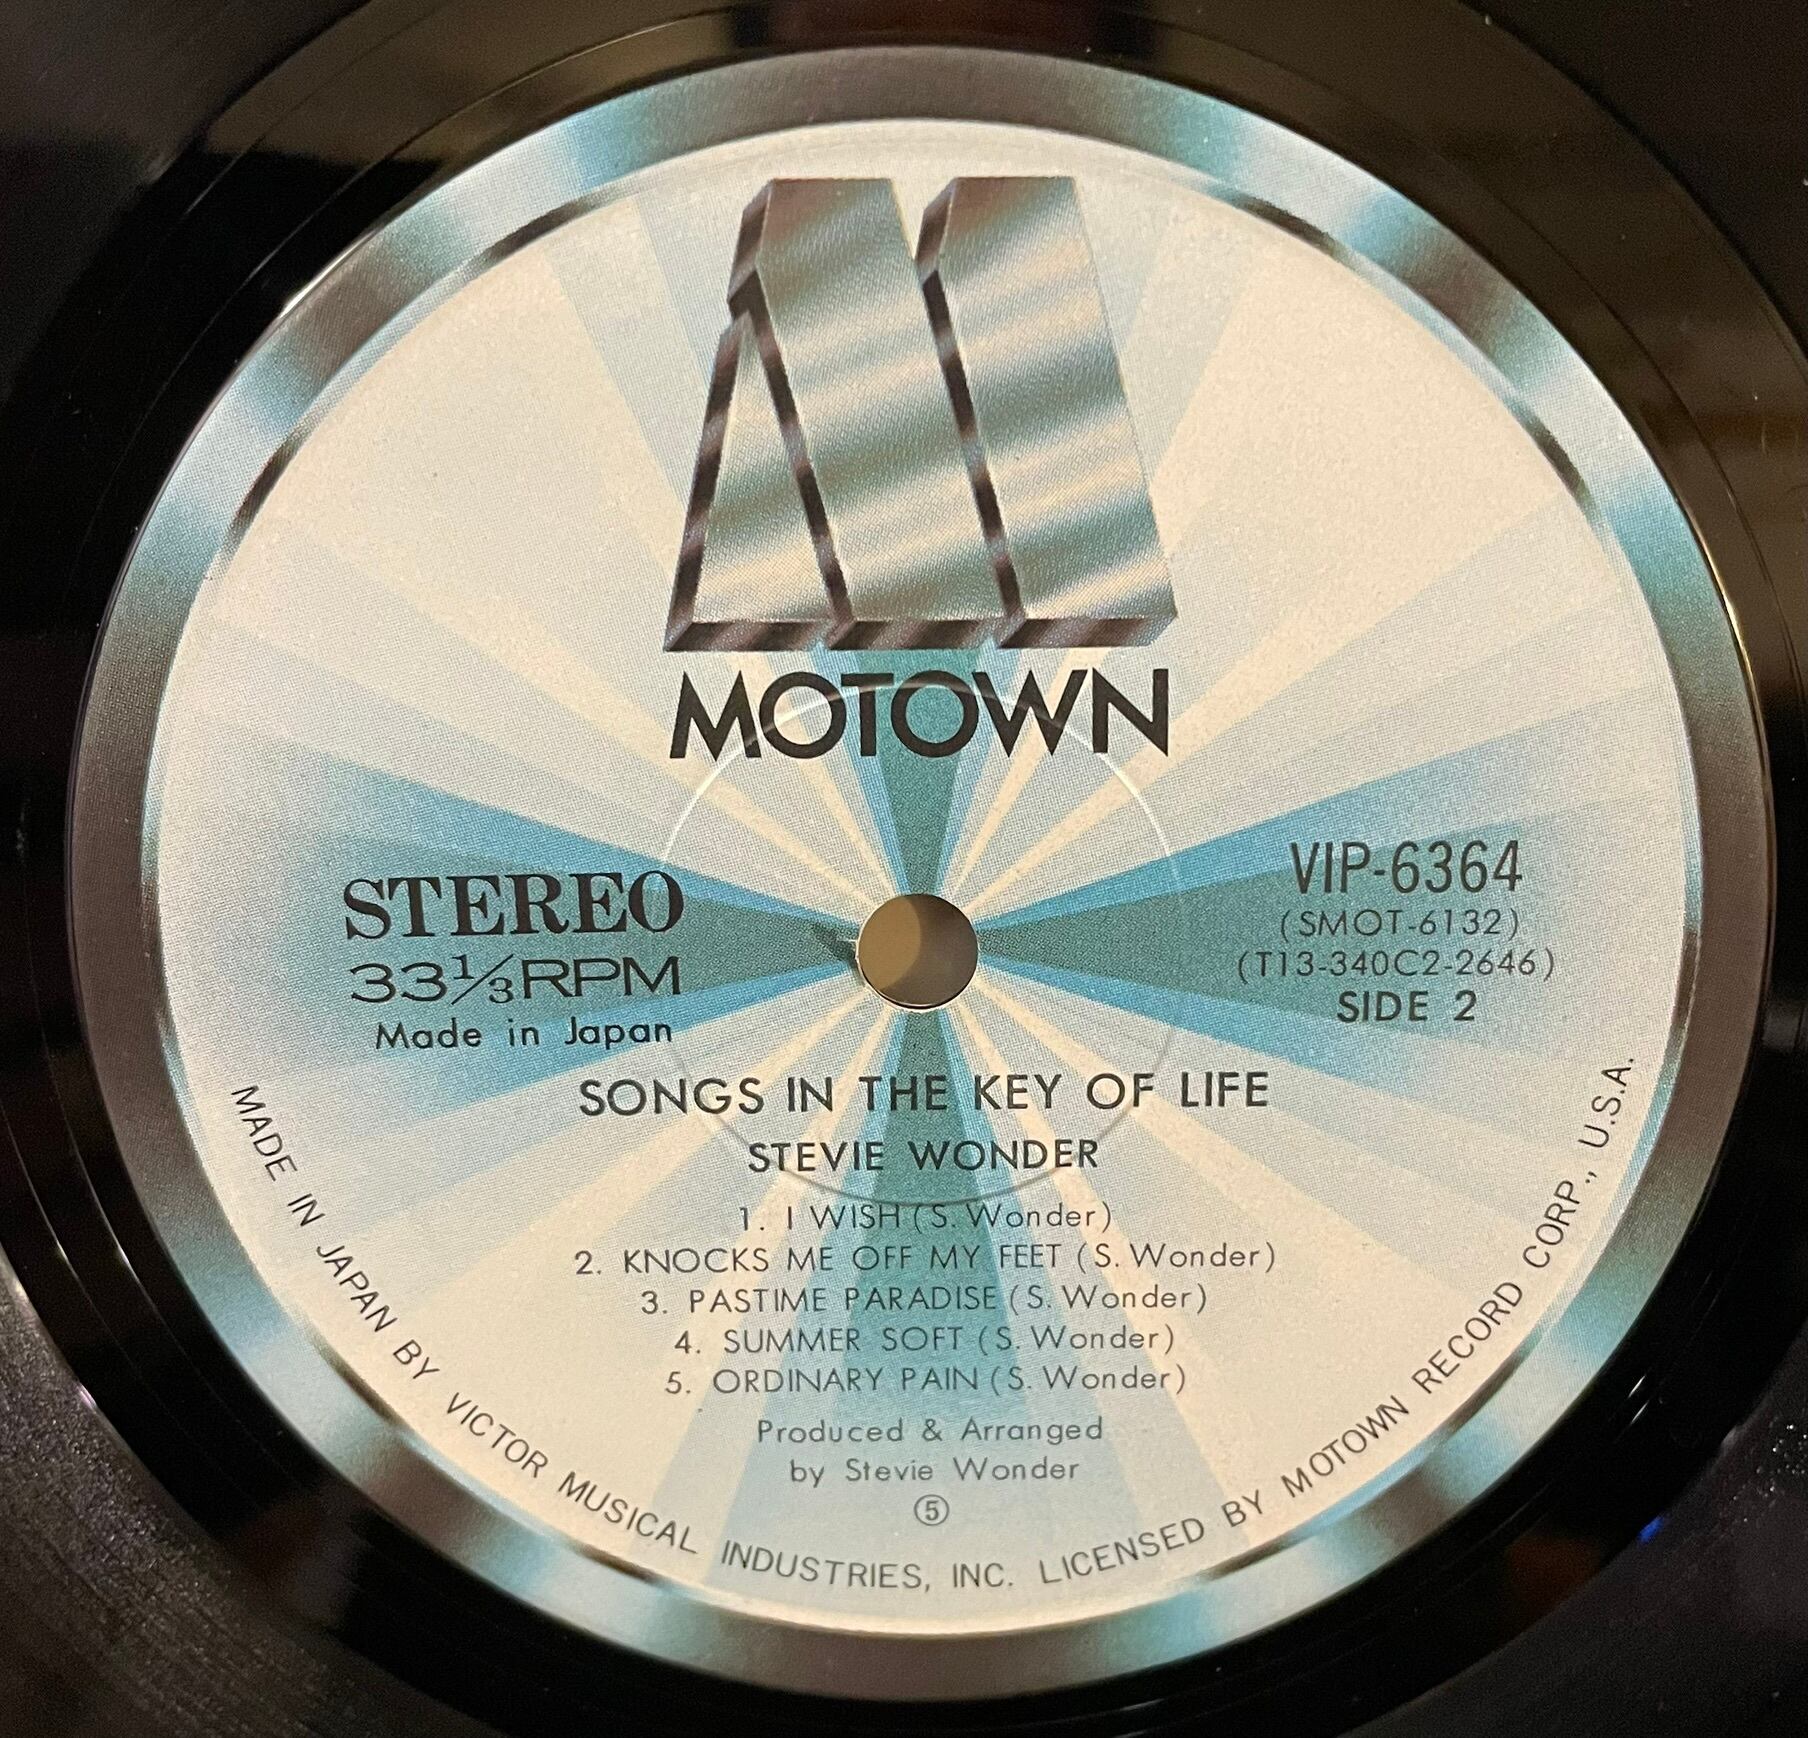 MOTOWN
STEREO
33⅓RPM
Made in Japan
VIP-6364
(SMOT-6132)
(T13-340C2-2646)
SIDE 2
SONGS IN THE KEY OF LIFE
STEVIE WONDER
1. I WISH (S. Wonder)
2. KNOCKS ME OFF MY FEET (S. Wonder)
3. PASTIME PARADISE (S. Wonder)
4. SUMMER SOFT (S. Wonder)
5. ORDINARY PAIN (S. Wonder)
Produced & Arranged
by Stevie Wonder
⑤
MADE IN JAPAN BY VICTOR MUSICAL INDUSTRIES, INC. LICENSED BY MOTOWN RECORD CORP., U.S.A.